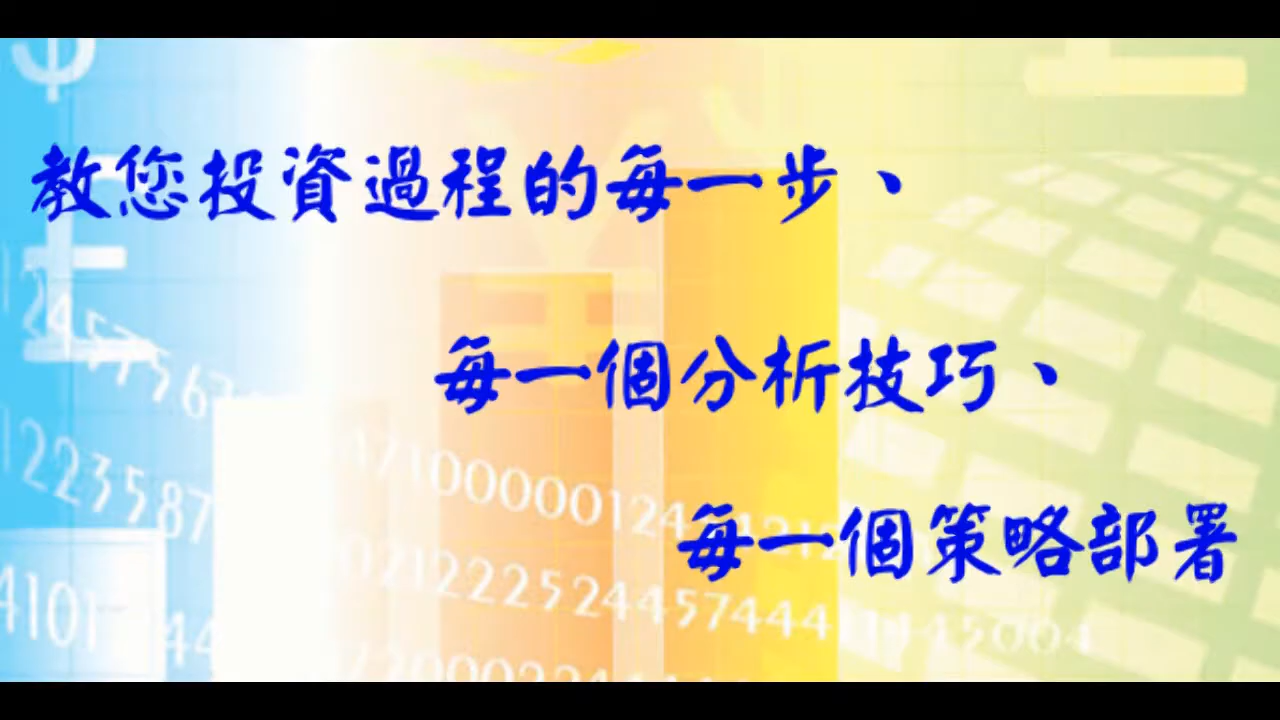 教您投資過程的每一步、
每一個分析技巧、
每一個策略部署